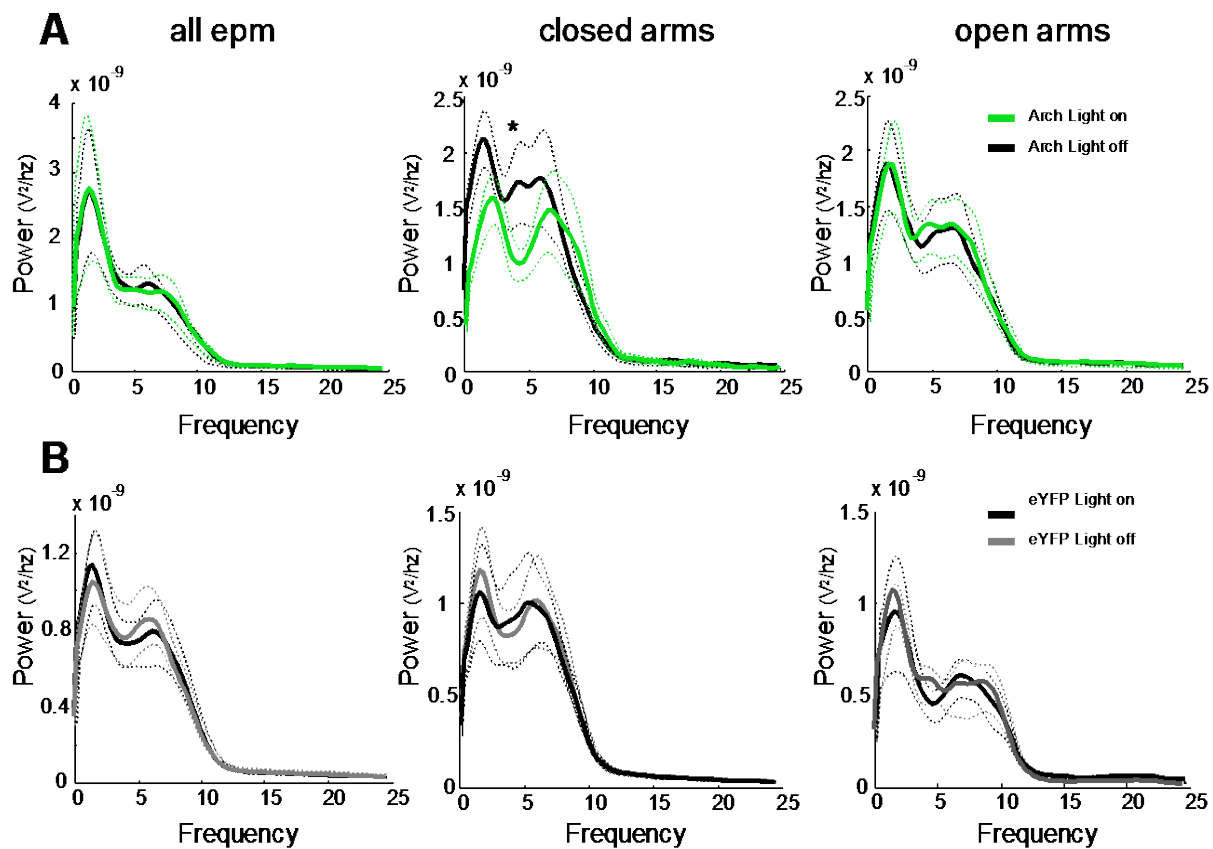 A
all epm
closed arms
open arms
x 10⁻⁹
x 10⁻⁹
x 10⁻⁹
4
3
2
1
0
2.5
2
1.5
1
0.5
0
2.5
2
1.5
1
0.5
0
*
Arch Light on
Arch Light off
Power (V²/hz)
Power (V²/hz)
Power (V²/hz)
0 5 10 15 20 25
0 5 10 15 20 25
0 5 10 15 20 25
Frequency
Frequency
Frequency
B
x 10⁻⁹
x 10⁻⁹
x 10⁻⁹
1.2
0.8
0.4
0
1.5
1
0.5
0
1.5
1
0.5
0
eYFP Light on
eYFP Light off
Power (V²/hz)
Power (V²/hz)
Power (V²/hz)
0 5 10 15 20 25
0 5 10 15 20 25
0 5 10 15 20 25
Frequency
Frequency
Frequency